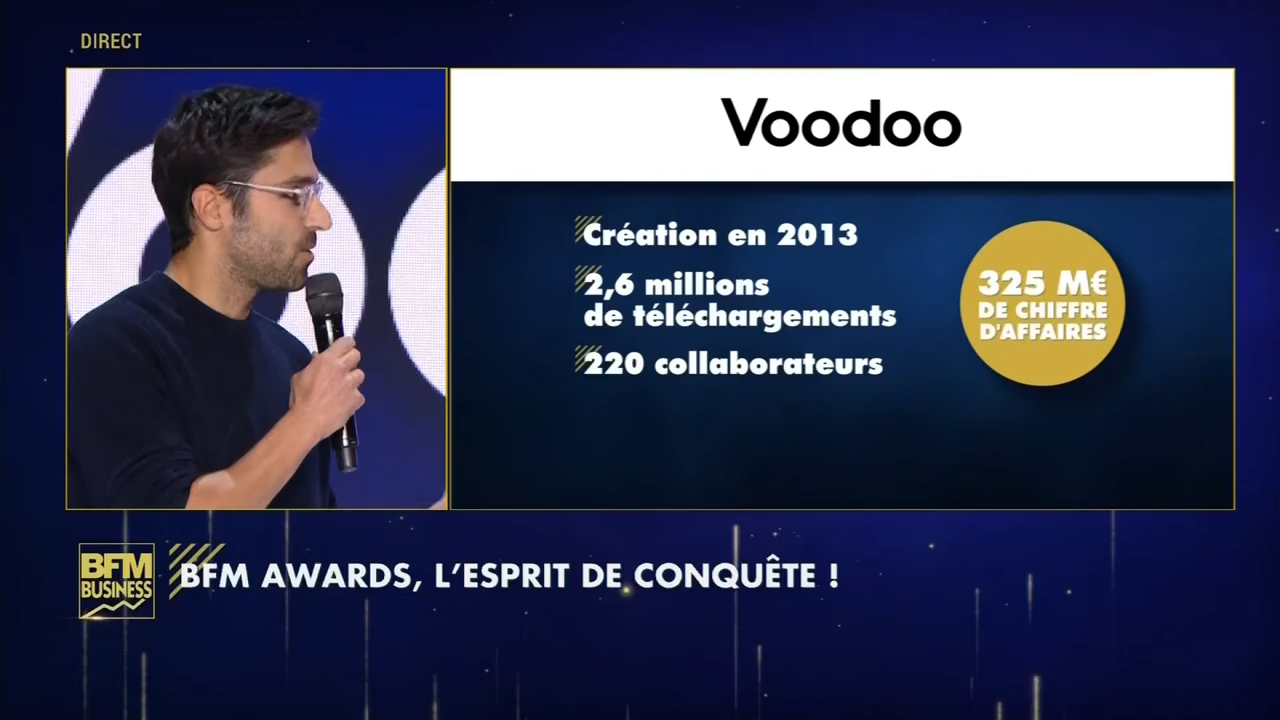 DIRECT
Voodoo
Création en 2013
2,6 millions
de téléchargements
220 collaborateurs
325 M€
DE CHIFFRE
D'AFFAIRES
BFM
BUSINESS
BFM AWARDS, L'ESPRIT DE CONQUÊTE !